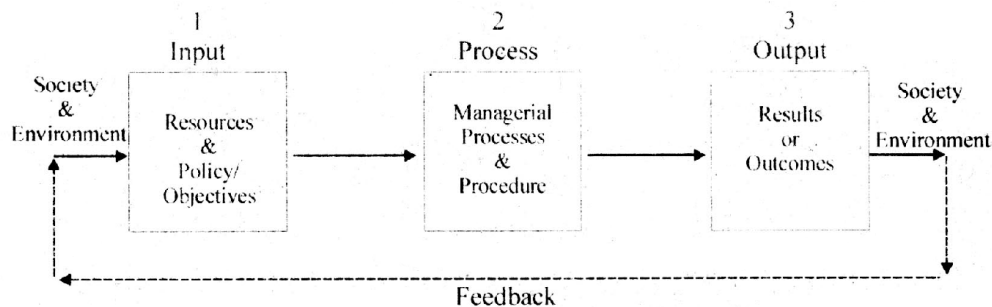 1
Input
2
Process
3
Output
Society
&
Environment
Resources
&
Policy/
Objectives
Managerial
Processes
&
Procedure
Results
or
Outcomes
Society
&
Environment
Feedback